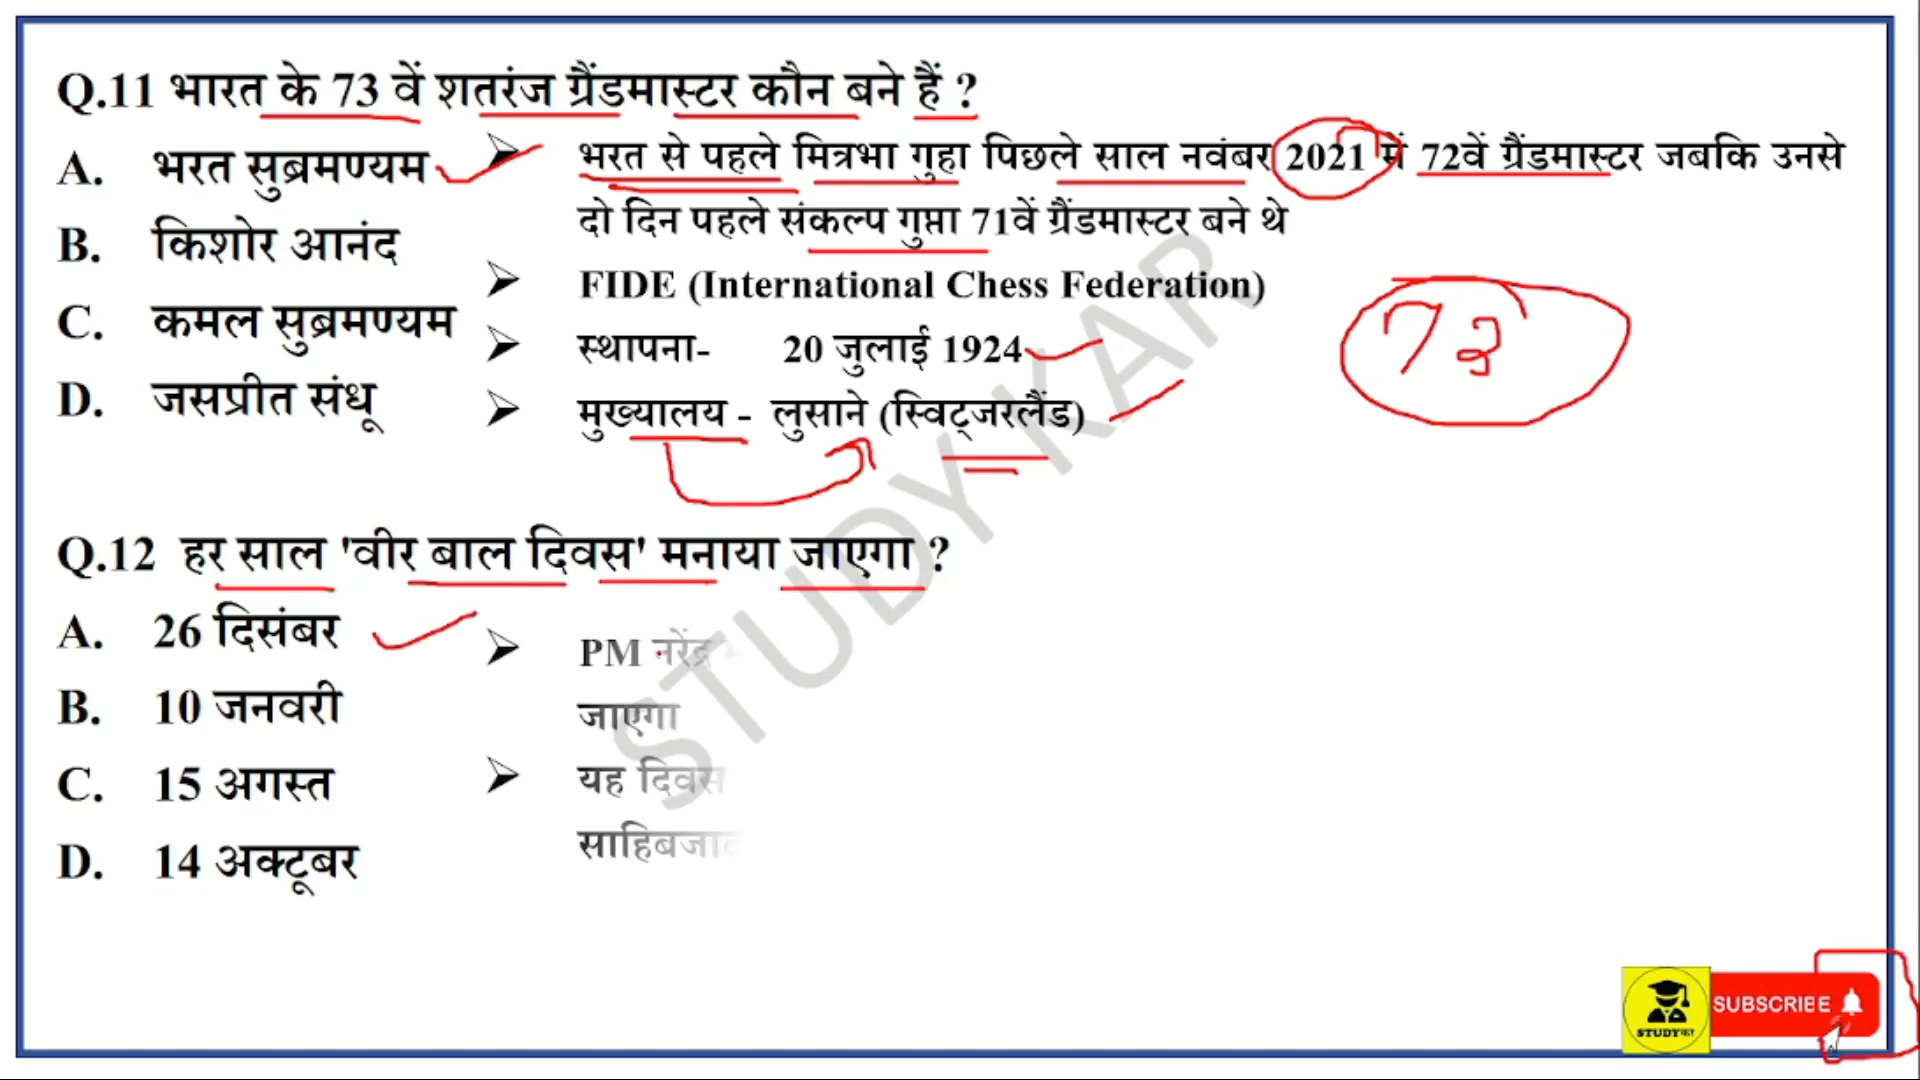 Q.11 भारत के 73 वें शतरंज ग्रैंडमास्टर कौन बने हैं ?
A. भरत सुब्रमण्यम
B. किशोर आनंद
C. कमल सुब्रमण्यम
D. जसप्रीत संधू
➢ भरत से पहले मित्रभा गुहा पिछले साल नवंबर 2021 में 72वें ग्रैंडमास्टर जबकि उनसे
दो दिन पहले संकल्प गुप्ता 71वें ग्रैंडमास्टर बने थे
➢ FIDE (International Chess Federation)
➢ स्थापना- 20 जुलाई 1924
➢ मुख्यालय - लुसाने (स्विट्जरलैंड)
73
Q.12 हर साल 'वीर बाल दिवस' मनाया जाएगा ?
A. 26 दिसंबर
B. 10 जनवरी
C. 15 अगस्त
D. 14 अक्टूबर
➢ PM नरेंद्र
जाएगा
➢ यह दिवस
STUDY KAR
STUDYकर
SUBSCRIBE